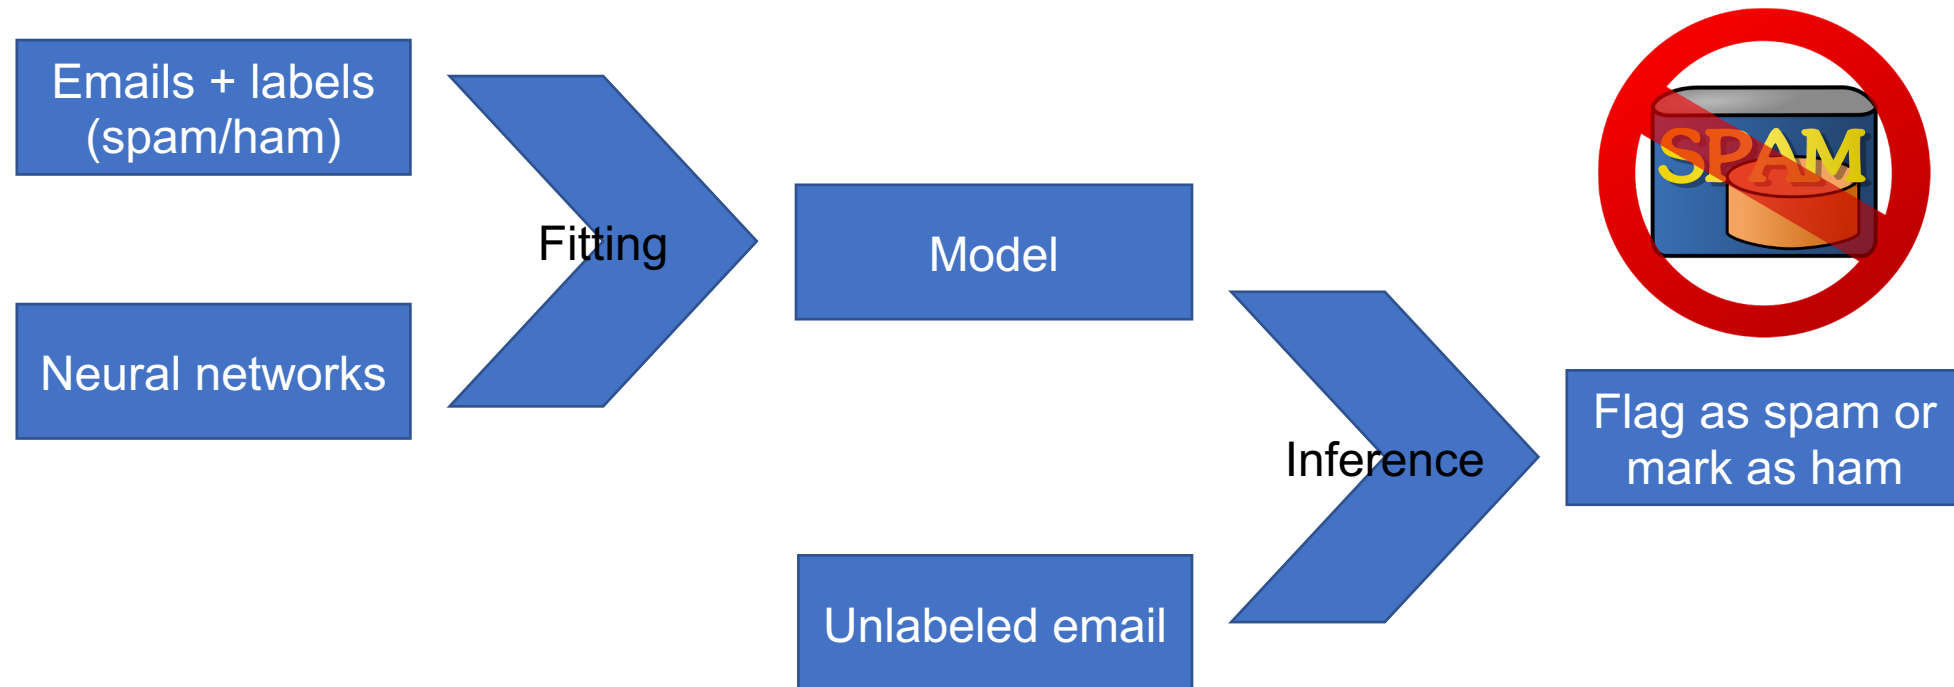 Emails + labels
(spam/ham)
Neural networks
Fitting
Model
Unlabeled email
Inference
SPAM
Flag as spam or
mark as ham